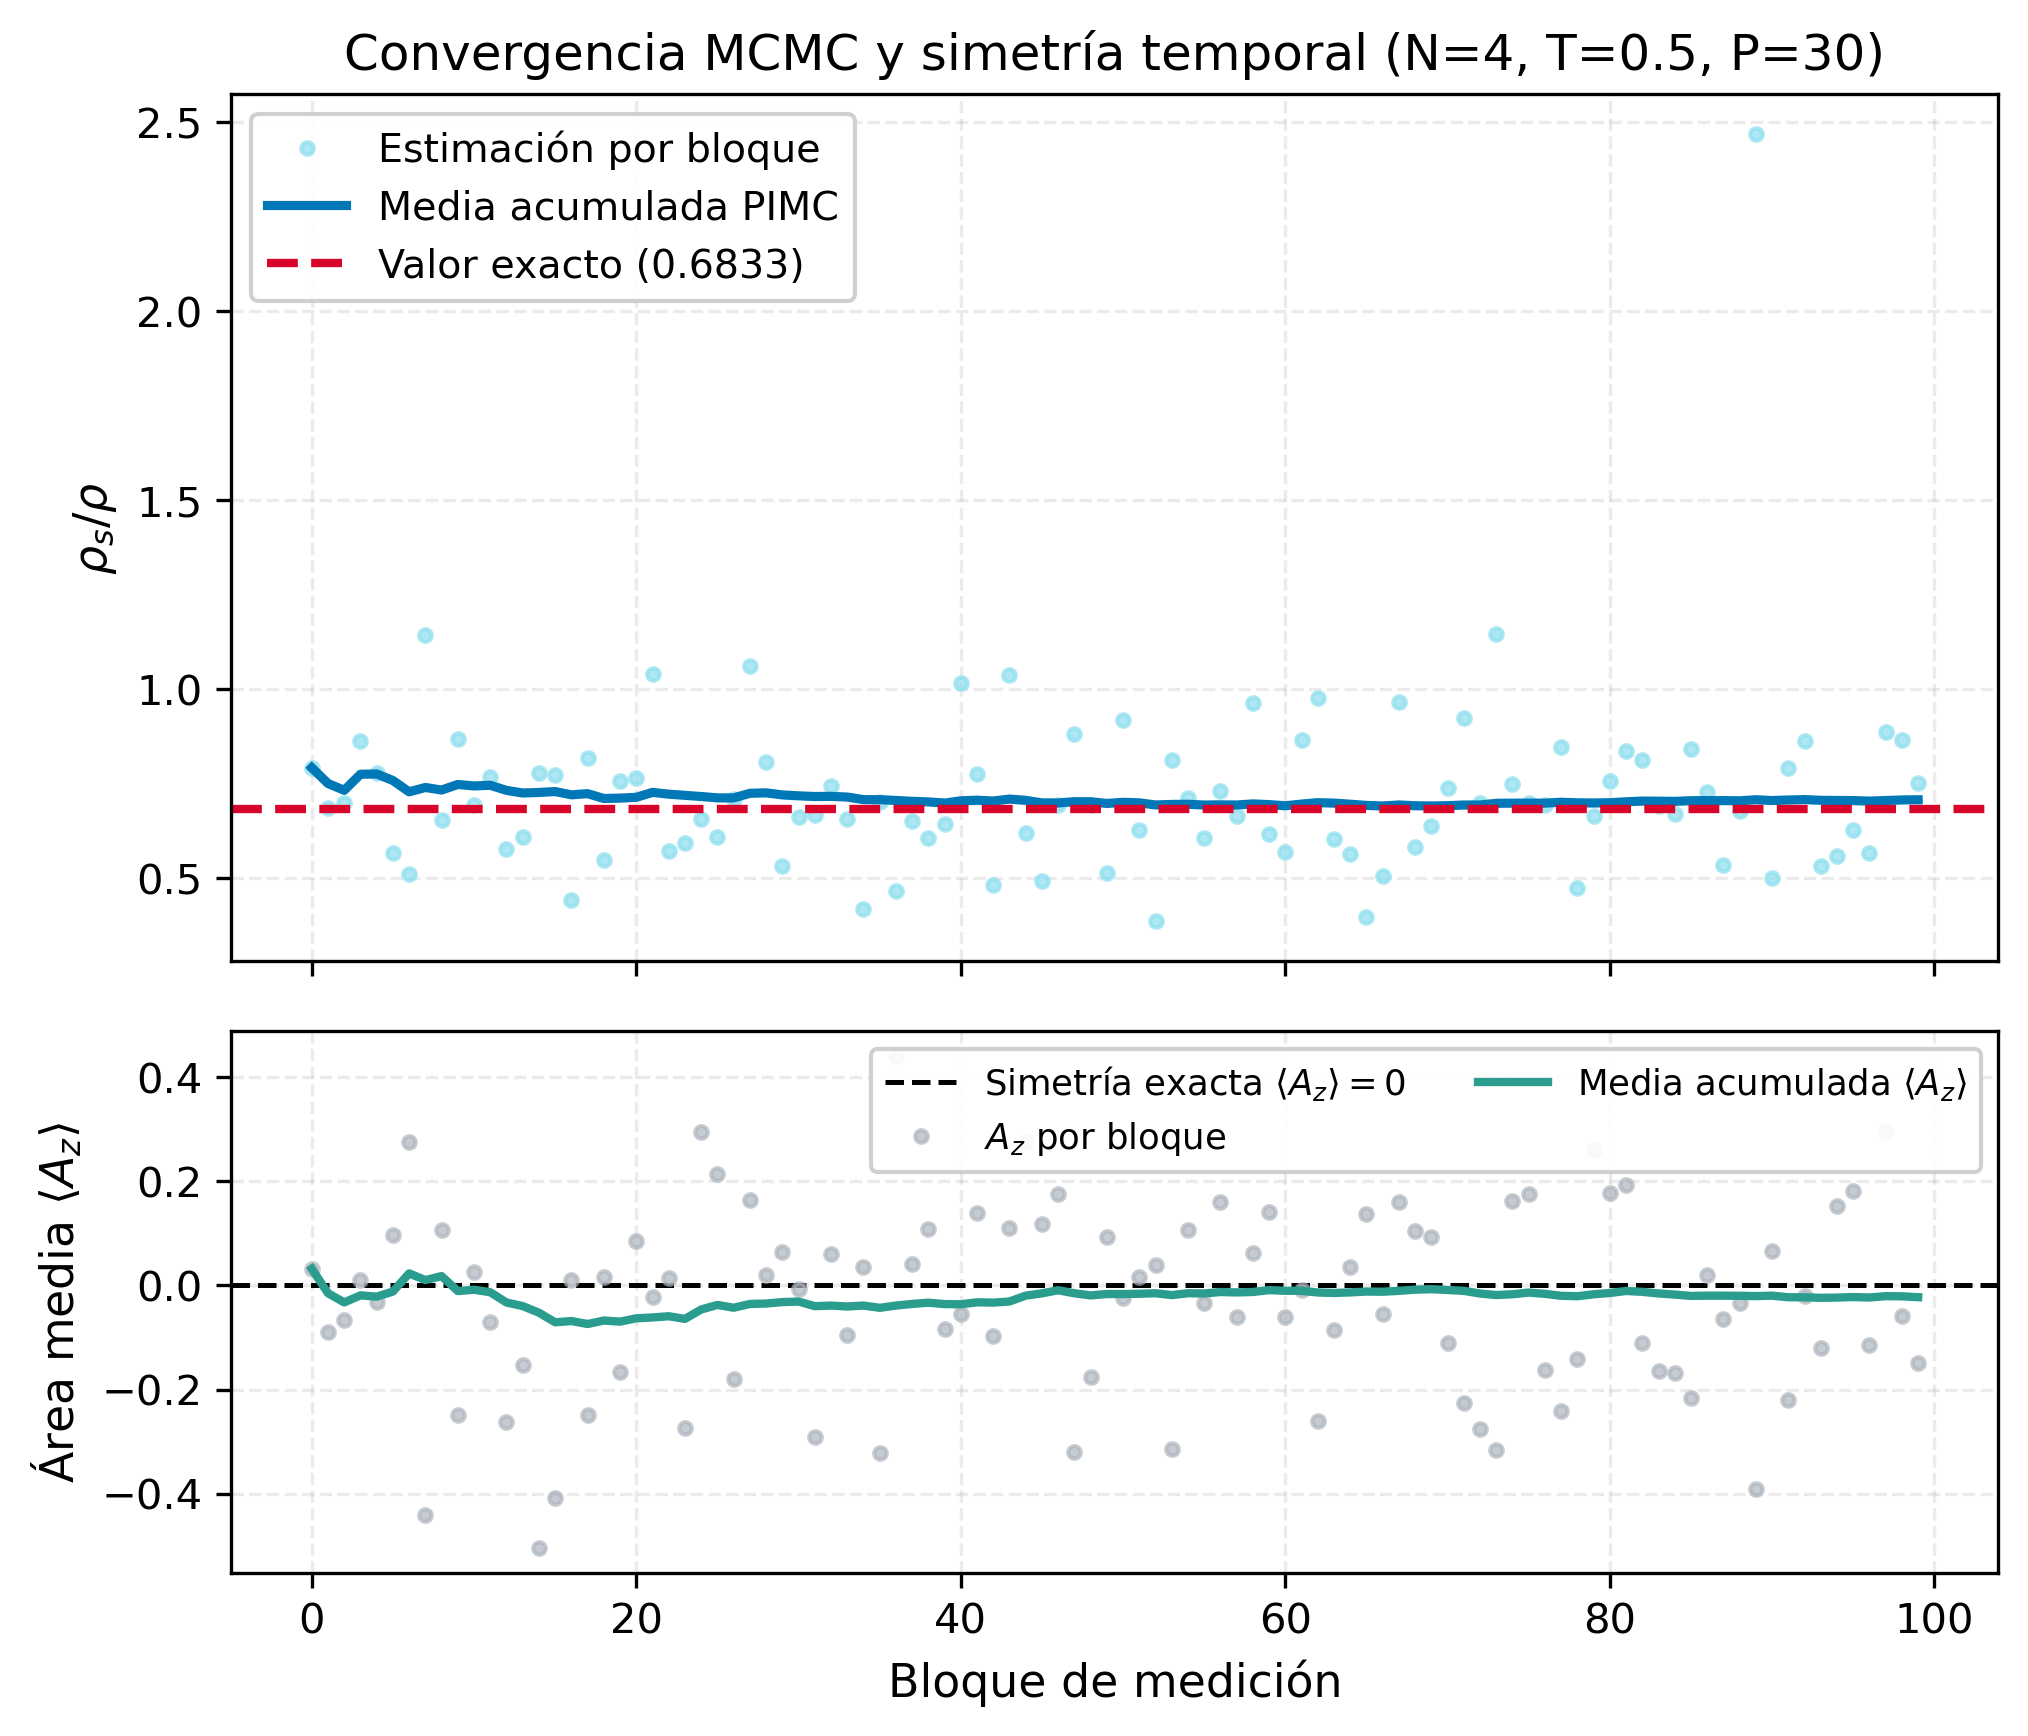 Convergencia MCMC y simetría temporal (N=4, T=0.5, P=30)
2.5
2.0
1.5
1.0
0.5
ρₛ/ρ
Estimación por bloque
Media acumulada PIMC
Valor exacto (0.6833)
0.4
0.2
0.0
−0.2
−0.4
Área media ⟨A_z⟩
Simetría exacta ⟨A_z⟩ = 0
A_z por bloque
Media acumulada ⟨A_z⟩
0 20 40 60 80 100
Bloque de medición